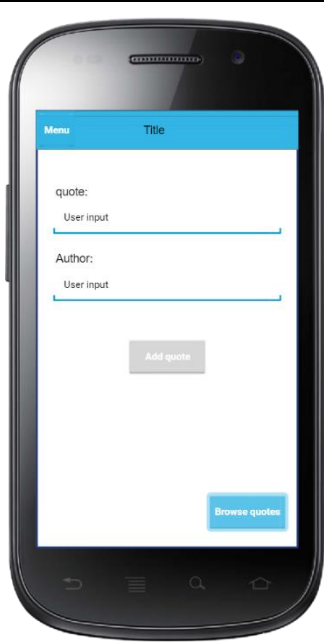 Menu Title
quote:
User input
Author:
User input
Add quote
Browse quotes